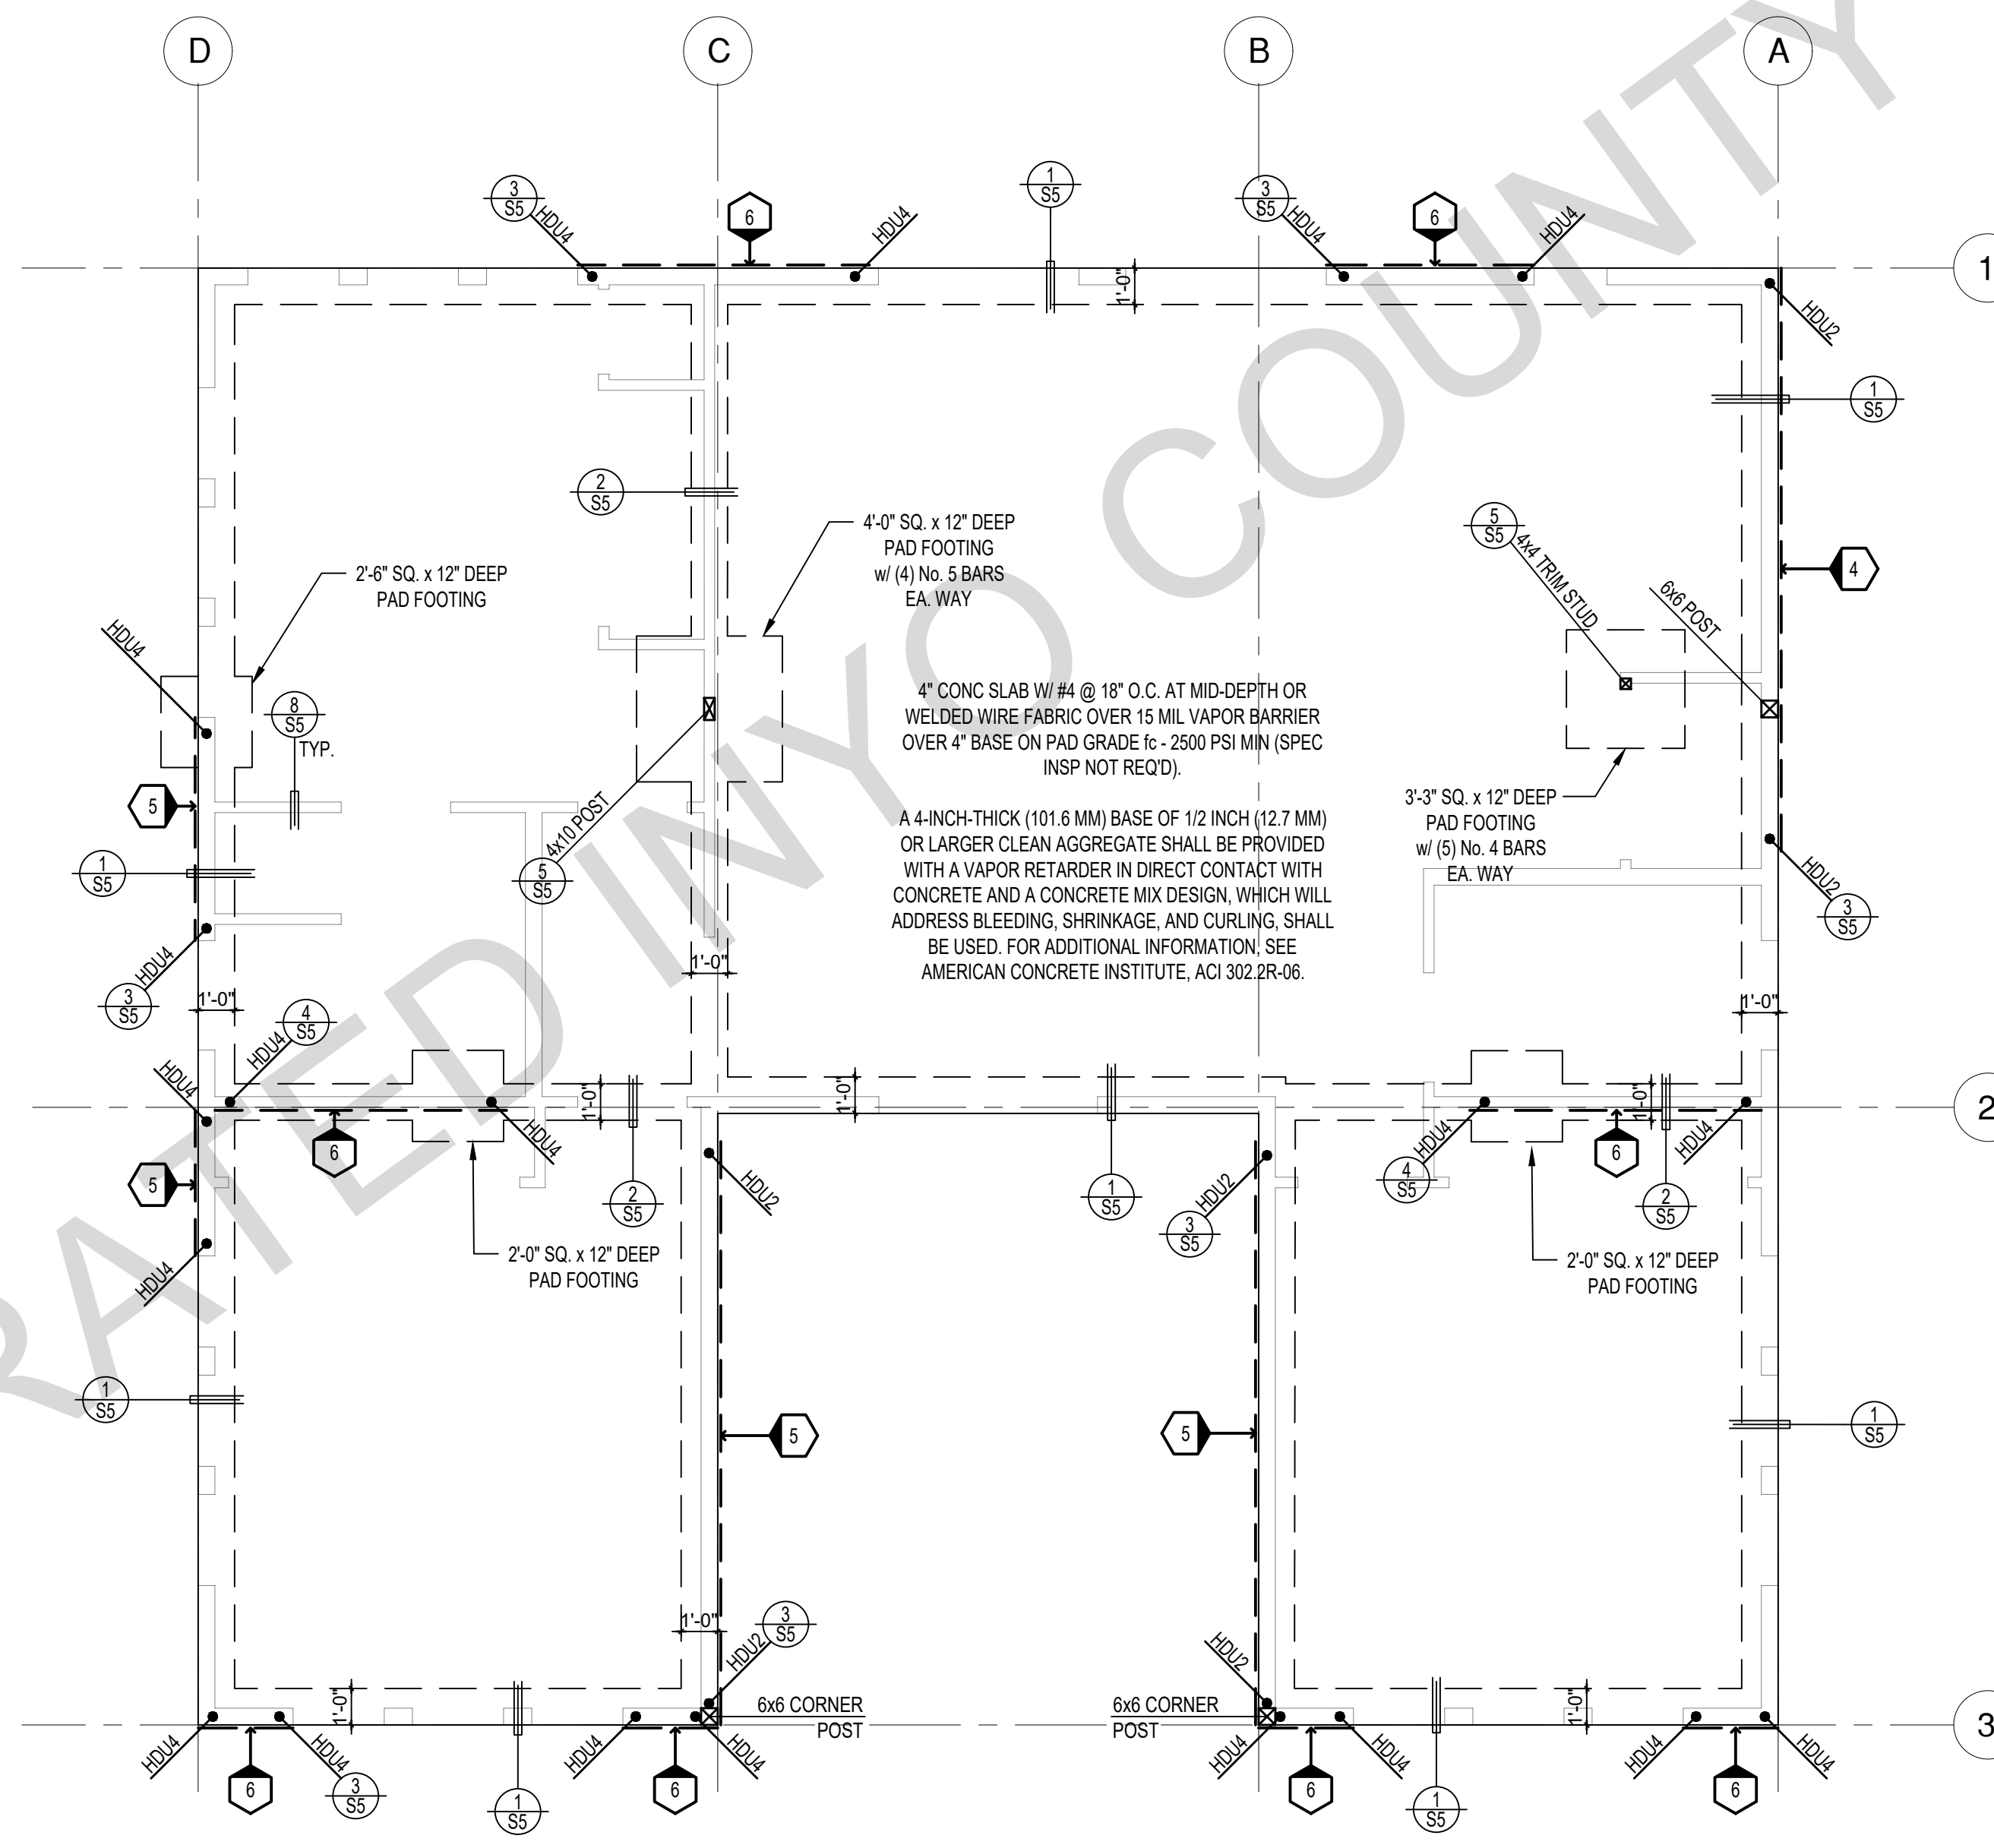 D
C
B
A
3
S5
HDU4
6
HDU4
1
S5
3
S5
HDU4
6
HDU4
1
1'-0"
HDU2
1
S5
2
S5
4'-0" SQ. x 12" DEEP
PAD FOOTING
w/ (4) No. 5 BARS
EA. WAY
5
S5
4x4 TRIM STUD
4
2'-6" SQ. x 12" DEEP
PAD FOOTING
6x6 POST
HDU4
8
S5
TYP.
4" CONC SLAB W/ #4 @ 18" O.C. AT MID-DEPTH OR
WELDED WIRE FABRIC OVER 15 MIL VAPOR BARRIER
OVER 4" BASE ON PAD GRADE fc - 2500 PSI MIN (SPEC
INSP NOT REQ'D).
A 4-INCH-THICK (101.6 MM) BASE OF 1/2 INCH (12.7 MM)
OR LARGER CLEAN AGGREGATE SHALL BE PROVIDED
WITH A VAPOR RETARDER IN DIRECT CONTACT WITH
CONCRETE AND A CONCRETE MIX DESIGN, WHICH WILL
ADDRESS BLEEDING, SHRINKAGE, AND CURLING, SHALL
BE USED. FOR ADDITIONAL INFORMATION, SEE
AMERICAN CONCRETE INSTITUTE, ACI 302.2R-06.
5
4x10 POST
5
S5
3'-3" SQ. x 12" DEEP
PAD FOOTING
w/ (5) No. 4 BARS
EA. WAY
1
S5
HDU2
3
S5
HDU4
3
S5
1'-0"
4
S5
HDU4
1'-0"
1'-0"
HDU4
HDU4
1'-0"
1'-0"
1'-0"
2
6
5
2
S5
HDU2
1
S5
HDU2
3
S5
HDU4
4
S5
6
HDU4
2
S5
HDU4
2'-0" SQ. x 12" DEEP
PAD FOOTING
2'-0" SQ. x 12" DEEP
PAD FOOTING
1
S5
5
5
1
S5
1'-0"
3
S5
HDU2
HDU2
1'-0"
6x6 CORNER
POST
6x6 CORNER
POST
1'-0"
3
HDU4
6
HDU4
3
S5
1
S5
HDU4
6
HDU4
HDU4
6
HDU4
1
S5
HDU4
6
HDU4
RATED INYO COUNTY